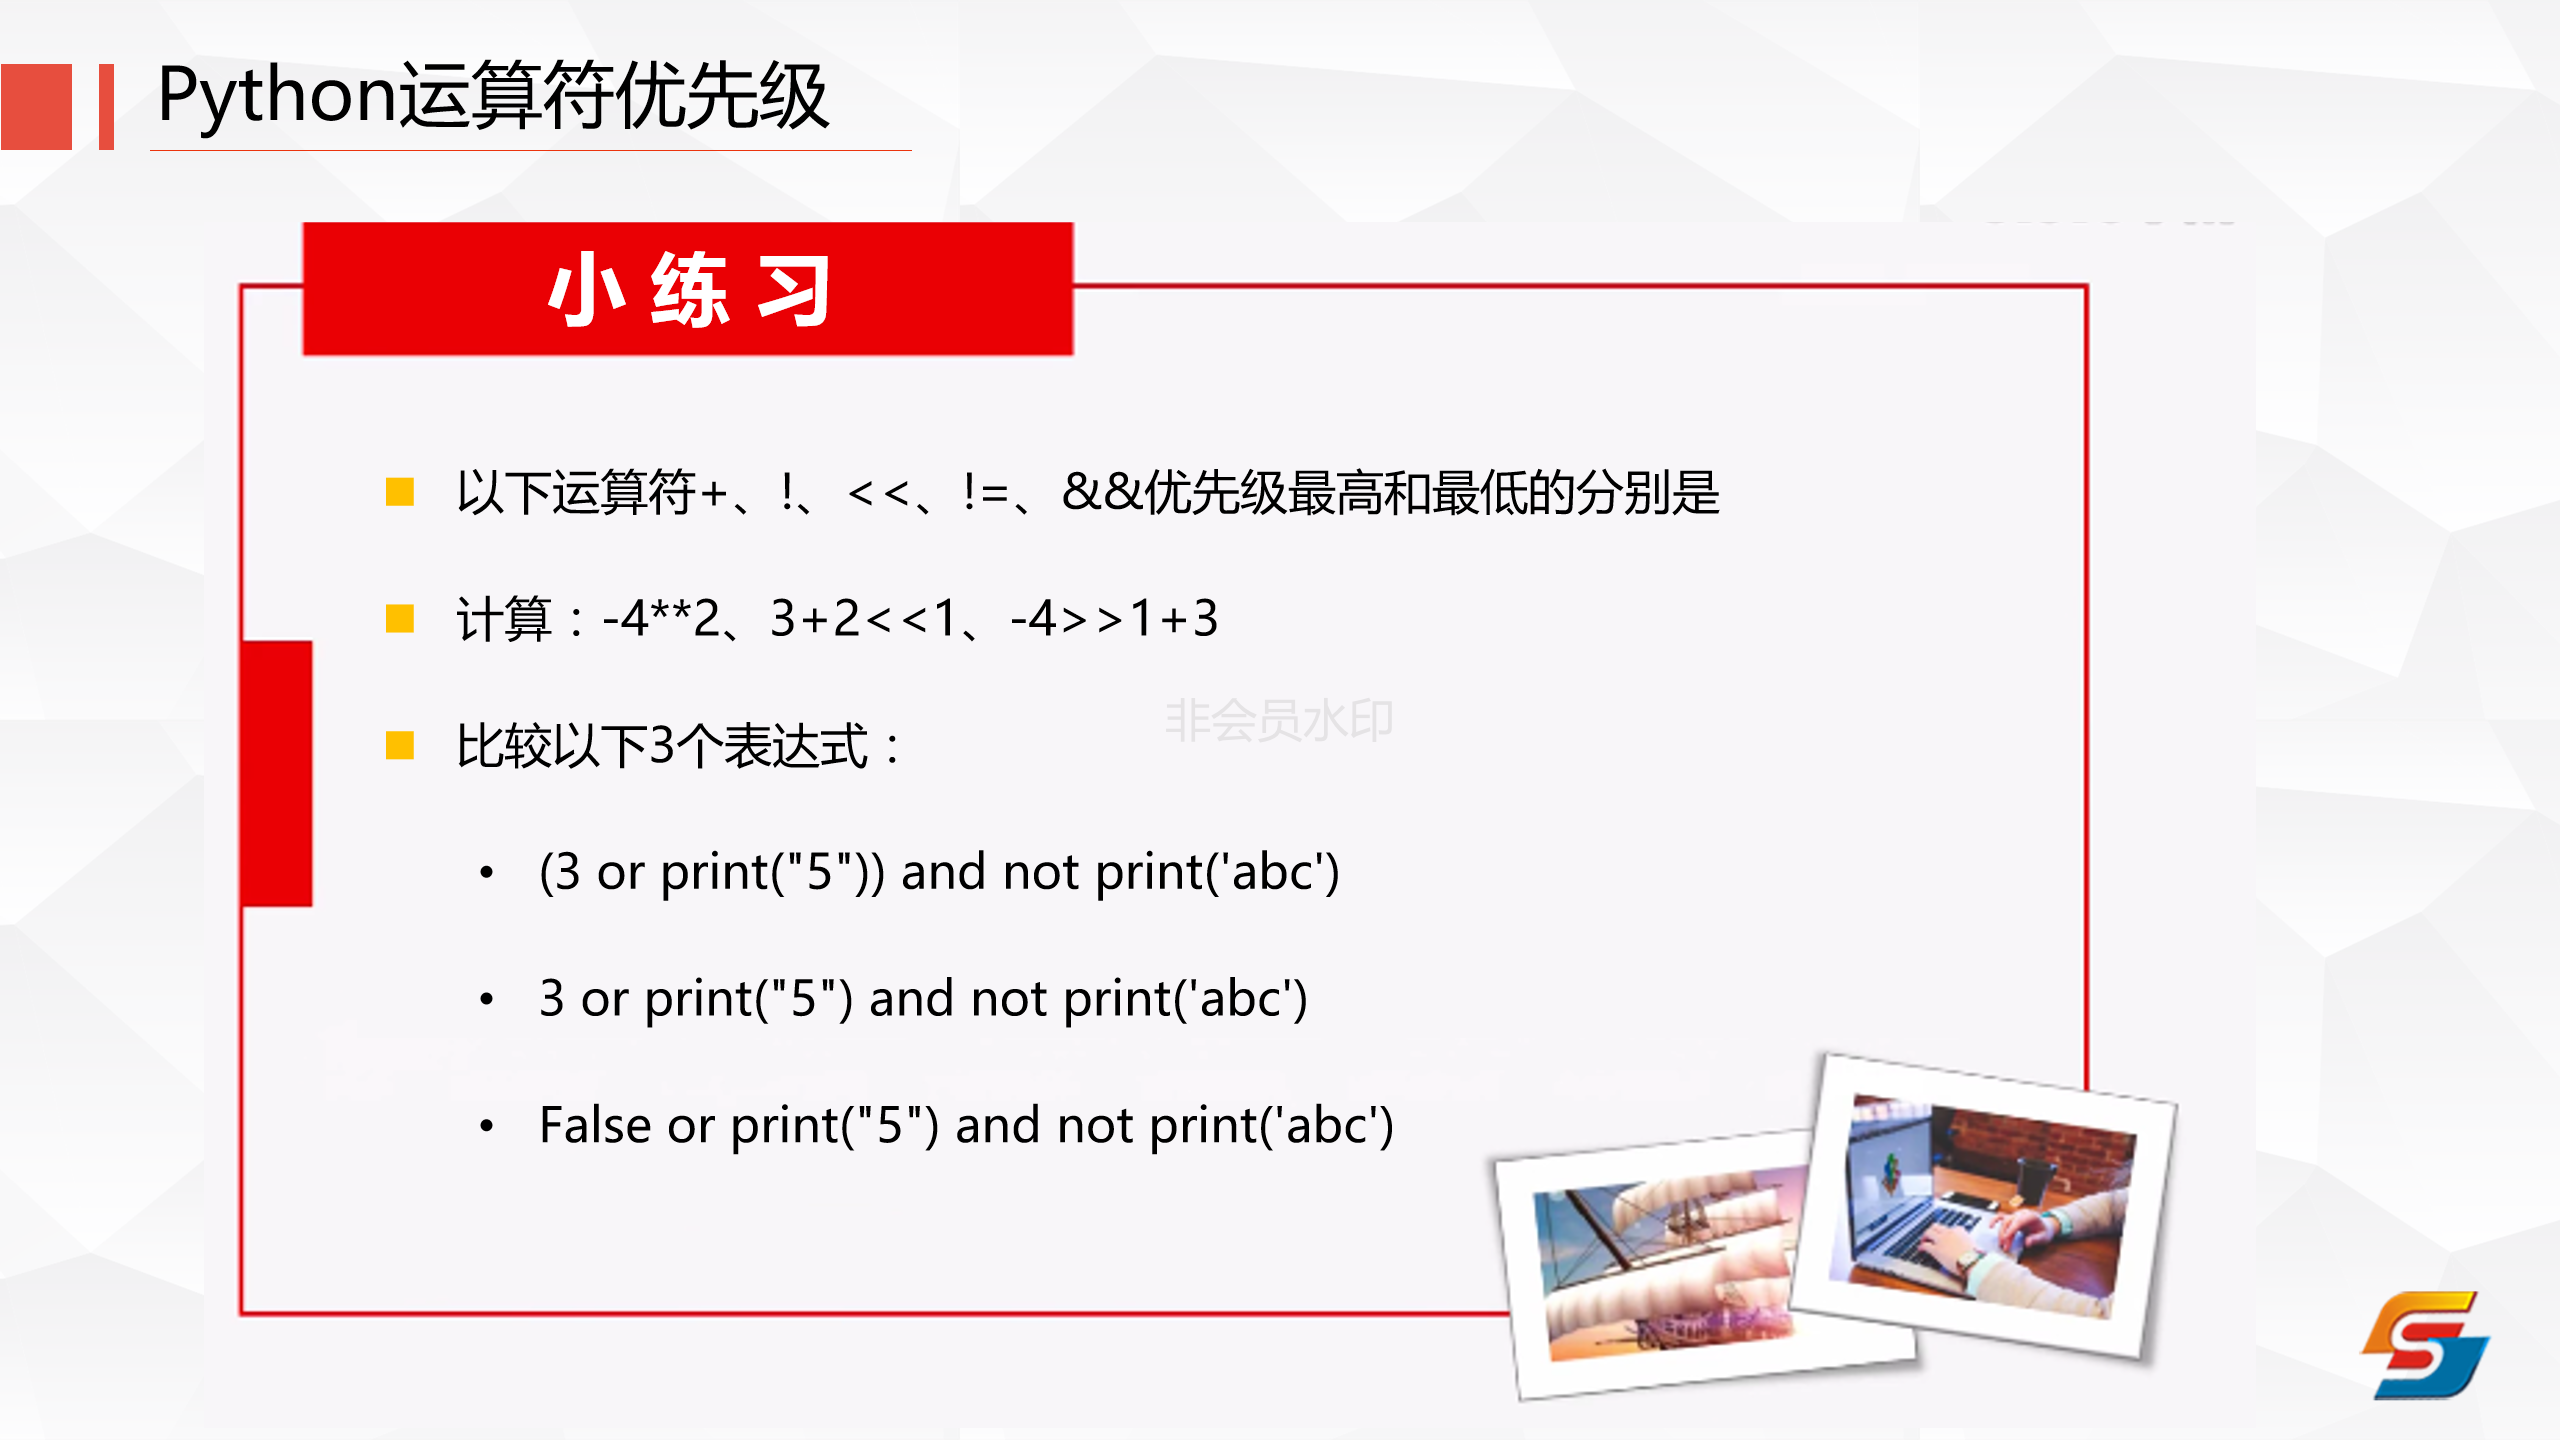 Python运算符优先级
小练习
以下运算符+、!、<<、!=、&&优先级最高和最低的分别是
计算：-4**2、3+2<<1、-4>>1+3
非会员水印
比较以下3个表达式：
• (3 or print("5")) and not print('abc')
• 3 or print("5") and not print('abc')
• False or print("5") and not print('abc')